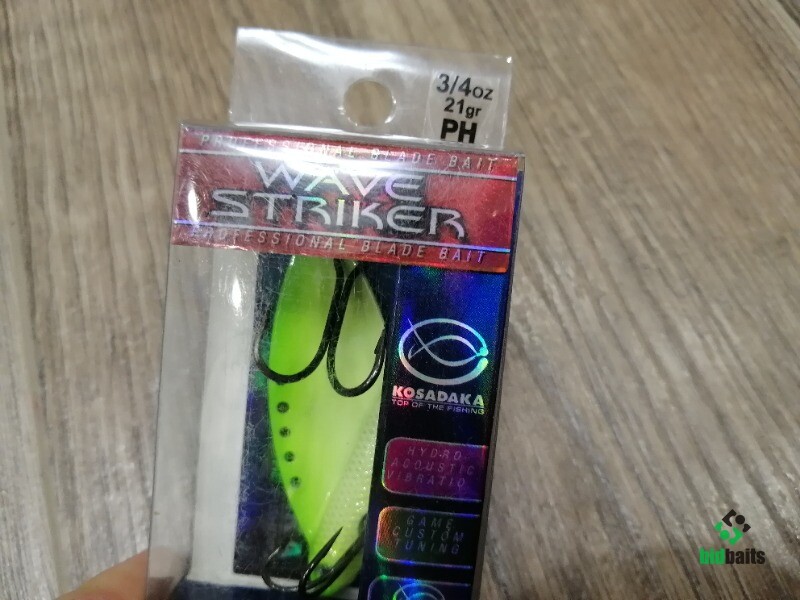 3/4oz
21gr
PH
PROFESSIONAL BLADE BAIT
WAVE
STRIKER
PROFESSIONAL BLADE BAIT
KOSADAKA
TOP OF THE FISHING
HYDRO-
ACOUSTIC
VIBRATIO
GAME
CUSTOM
TUNING
bidbaits